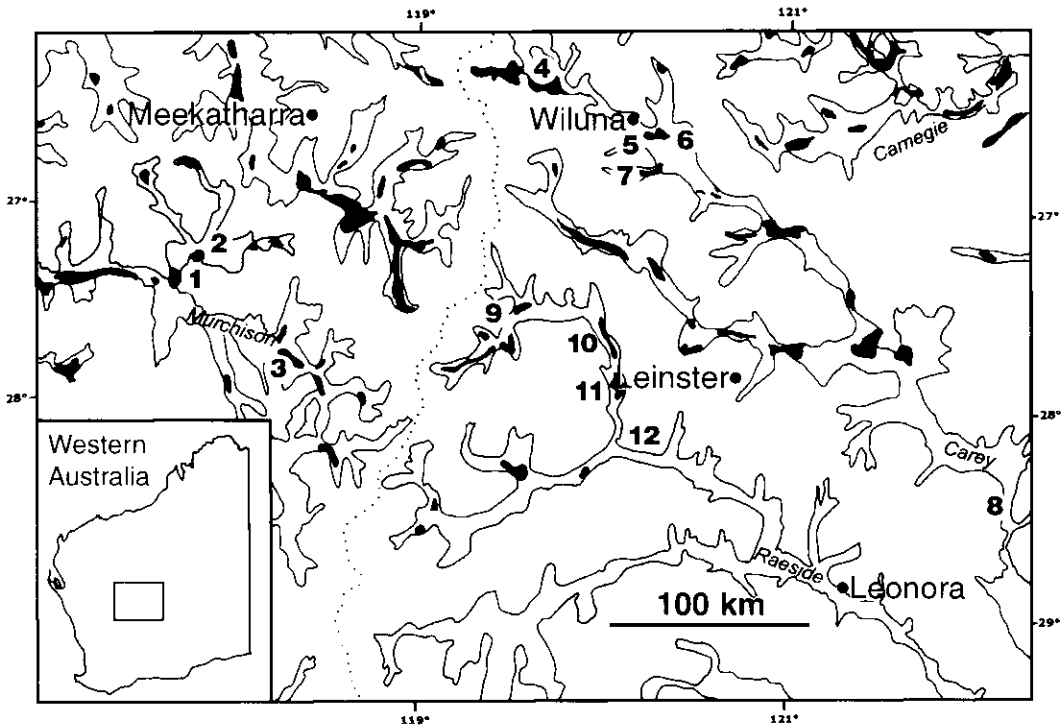 119°
121°
4
Meekatharra
Wiluna
5
6
Carnegie
7
27°
27°
2
1
Murchison
9
10
3
Leinster
11
28°
28°
12
Western
Australia
Carey
8
Raeside
Leonora
100 km
29°
119°
121°